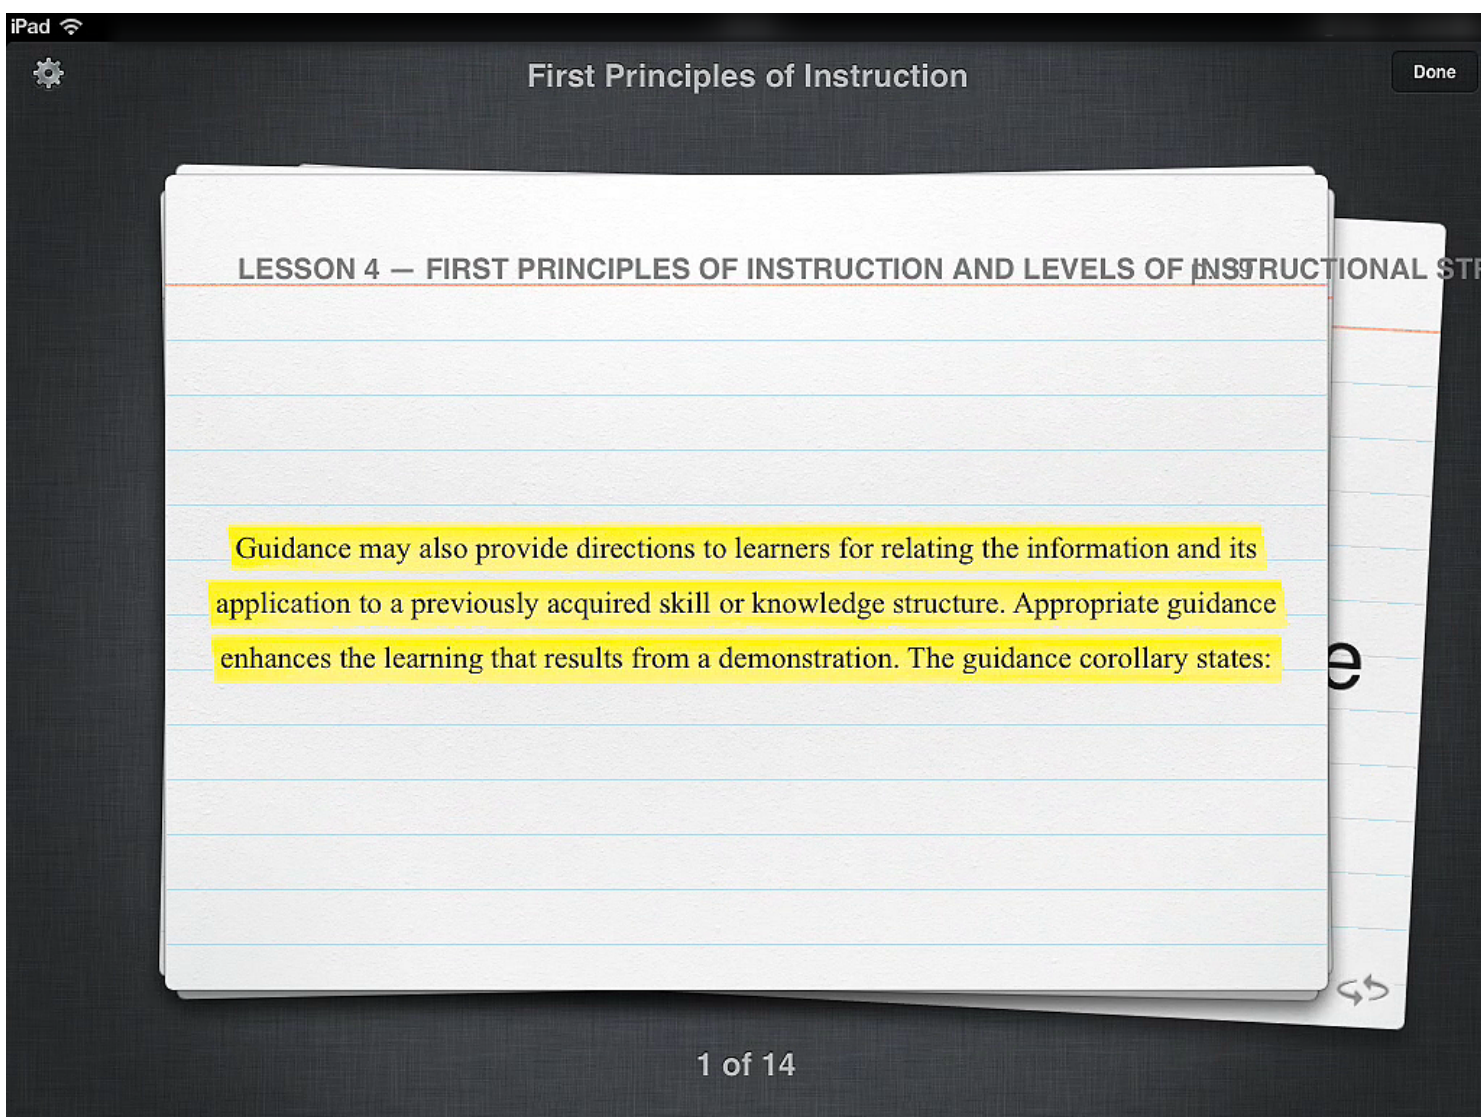 iPad
First Principles of Instruction
Done
LESSON 4 — FIRST PRINCIPLES OF INSTRUCTION AND LEVELS OF INSTRUCTIONAL
Guidance may also provide directions to learners for relating the information and its
application to a previously acquired skill or knowledge structure. Appropriate guidance
enhances the learning that results from a demonstration. The guidance corollary states:
e
1 of 14